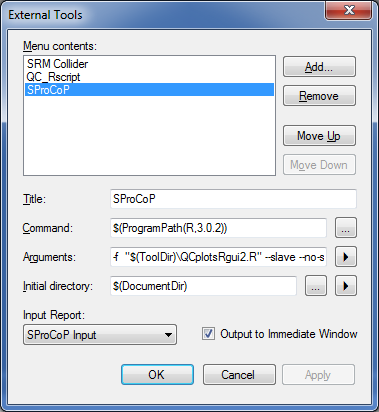 External Tools
Menu contents:
SRM Collider
QC_Rscript
SProCoP
Add...
Remove
Move Up
Move Down
Title:
SProCoP
Command:
$(ProgramPath(R,3.0.2))
...
Arguments:
-f "$(ToolDir)\QCplotsRgui2.R" --slave --no-s
Initial directory:
$(DocumentDir)
...
Input Report:
SProCoP Input
Output to Immediate Window
OK
Cancel
Apply